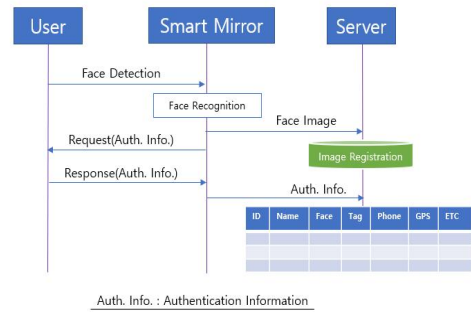 User Smart Mirror Server
Face Detection
Face Recognition
Face Image
Request(Auth. Info.)
Image Registration
Response(Auth. Info.)
Auth. Info.
ID Name Face Tag Phone GPS ETC
Auth. Info. : Authentication Information